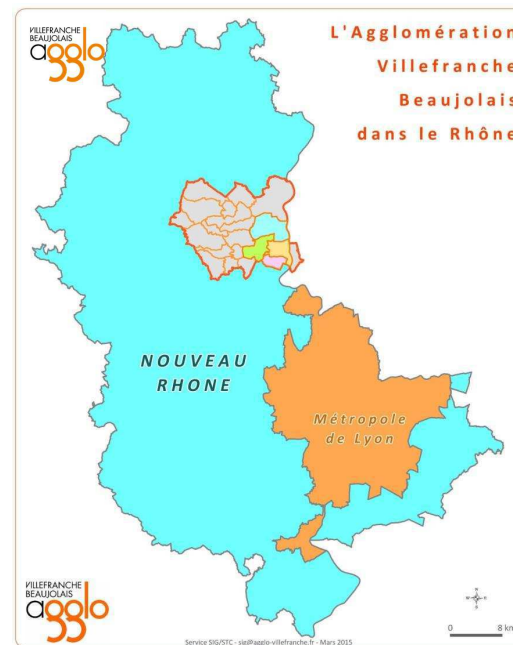 VILLEFRANCHE
BEAUJOLAIS
agglo
L'Agglomération
Villefranche
Beaujolais
dans le Rhône
NOUVEAU
RHONE
Métropole
de Lyon
VILLEFRANCHE
BEAUJOLAIS
agglo
0 8 km
Service SIG/STC - sig@agglo-villefranche.fr - Mars 2015